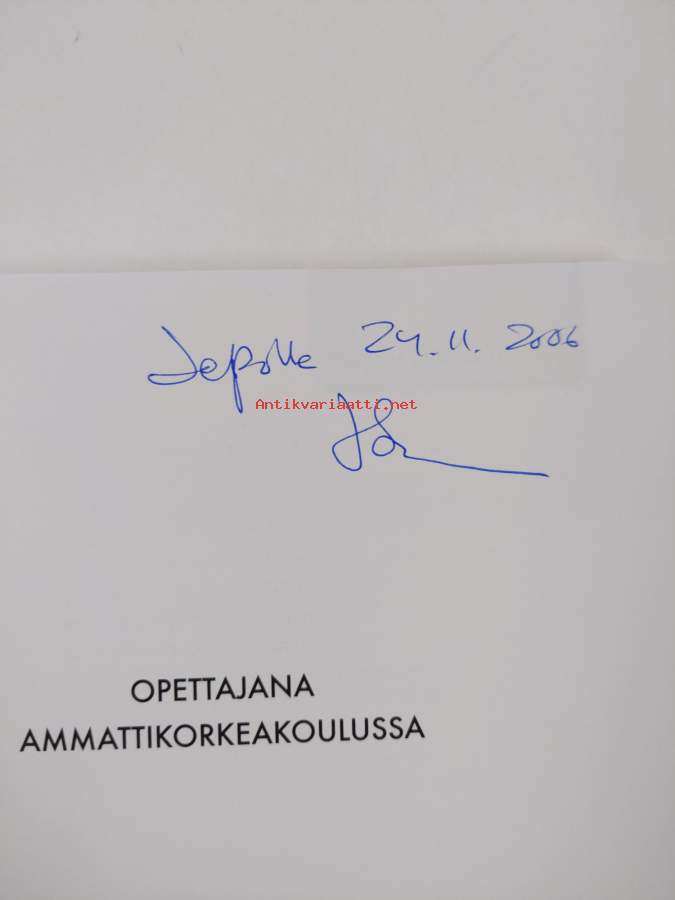 Jepolle 24.11. 2006
Antikvariaatti.net
OPETTAJANA
AMMATTIKORKEAKOULUSSA